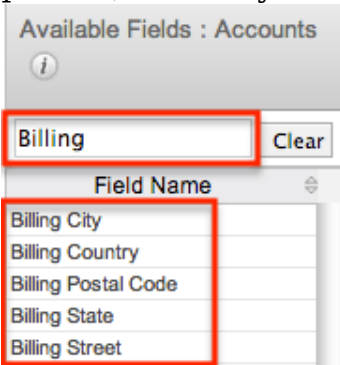 Available Fields : Accounts
i
Billing
Clear
Field Name
Billing City
Billing Country
Billing Postal Code
Billing State
Billing Street